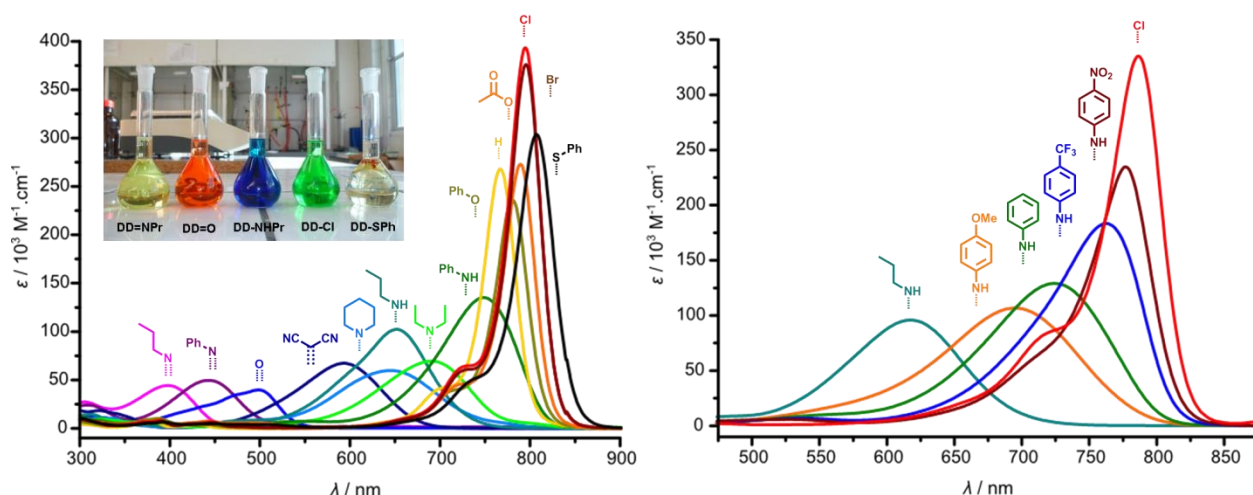 400
350
300
250
200
150
100
50
0
ε / 10³ M⁻¹.cm⁻¹
300
400
500
600
700
800
900
λ / nm
DD=NPr
DD=O
DD-NHPr
DD-Cl
DD-SPh
N
Ph
N
O
NC
CN
N
NH
N
Ph
NH
Ph
O
H
O
O
Cl
Br
S
Ph
350
300
250
200
150
100
50
0
ε / 10³ M⁻¹.cm⁻¹
500
550
600
650
700
750
800
850
λ / nm
NH
OMe
NH
NH
CF₃
NH
NO₂
NH
Cl